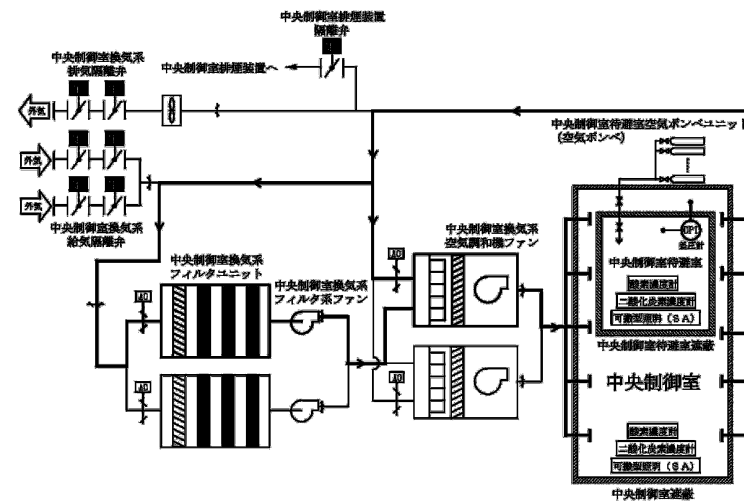 中央制御室排煙装置
隔離弁
中央制御室換気系
排気隔離弁
中央制御室排煙装置へ
外気
外気
外気
中央制御室換気系
給気隔離弁
中央制御室待避室空気ボンベユニット
(空気ボンベ)
中央制御室換気系
フィルタユニット
中央制御室換気系
フィルタ系ファン
中央制御室換気系
空気調和機ファン
DPI
差圧計
中央制御室待避室
酸素濃度計
二酸化炭素濃度計
可搬型照明(SA)
中央制御室待避室遮蔽
中央制御室
酸素濃度計
二酸化炭素濃度計
可搬型照明(SA)
中央制御室遮蔽